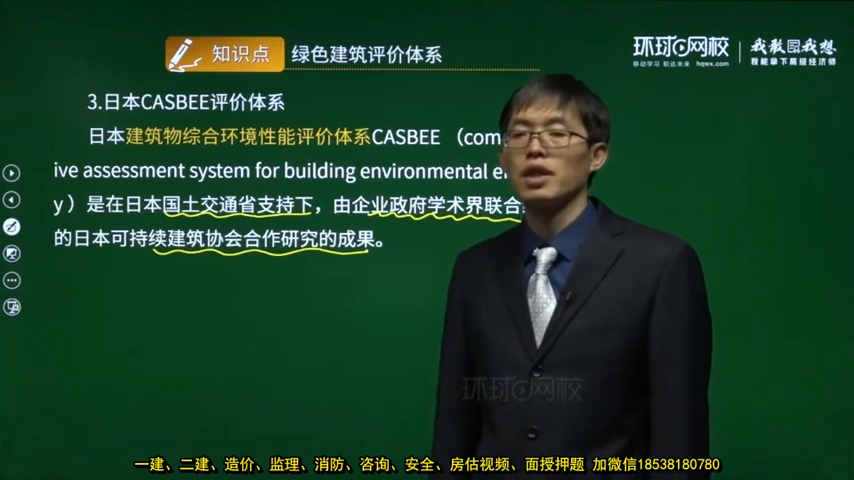 知识点 绿色建筑评价体系
环球网校
移动学习 职达未来 hqwx.com
我敢我想
我能拿下高级经济师
3.日本CASBEE评价体系
日本建筑物综合环境性能评价体系CASBEE （com
ive assessment system for building environmental e
y ）是在日本国土交通省支持下，由企业政府学术界联合
的日本可持续建筑协会合作研究的成果。
环球网校
一建、二建、造价、监理、消防、咨询、安全、房估视频、面授押题 加微信18538180780